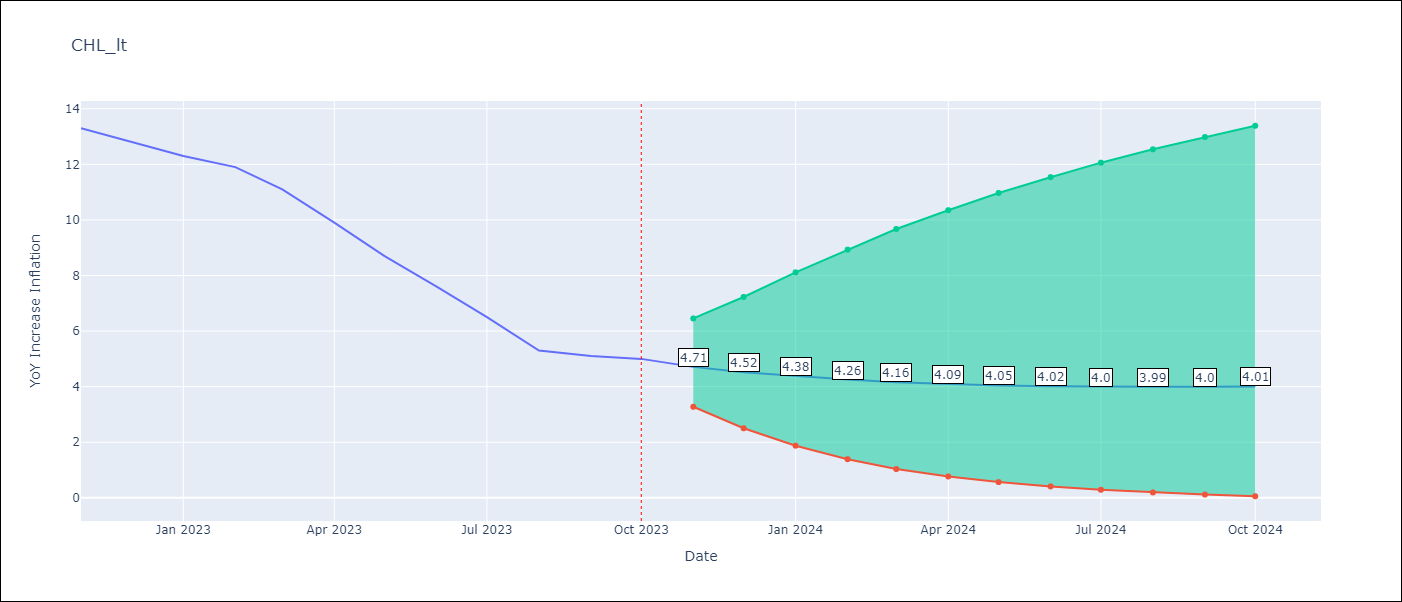 CHL_lt
YoY Increase Inflation
14
12
10
8
6
4
2
0
4.71
4.52
4.38
4.26
4.16
4.09
4.05
4.02
4.0
3.99
4.0
4.01
Jan 2023
Apr 2023
Jul 2023
Oct 2023
Jan 2024
Apr 2024
Jul 2024
Oct 2024
Date